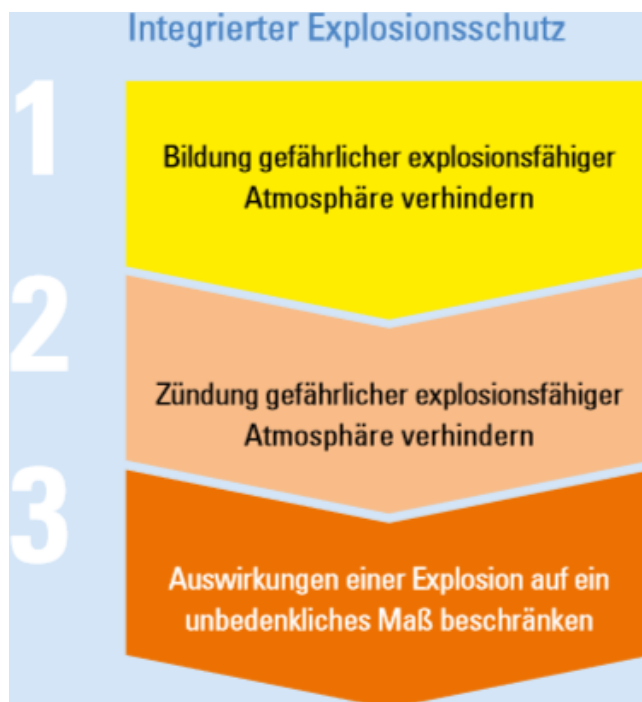 Integrierter Explosionsschutz
1
Bildung gefährlicher explosionsfähiger
Atmosphäre verhindern
2
Zündung gefährlicher explosionsfähiger
Atmosphäre verhindern
3
Auswirkungen einer Explosion auf ein
unbedenkliches Maß beschränken